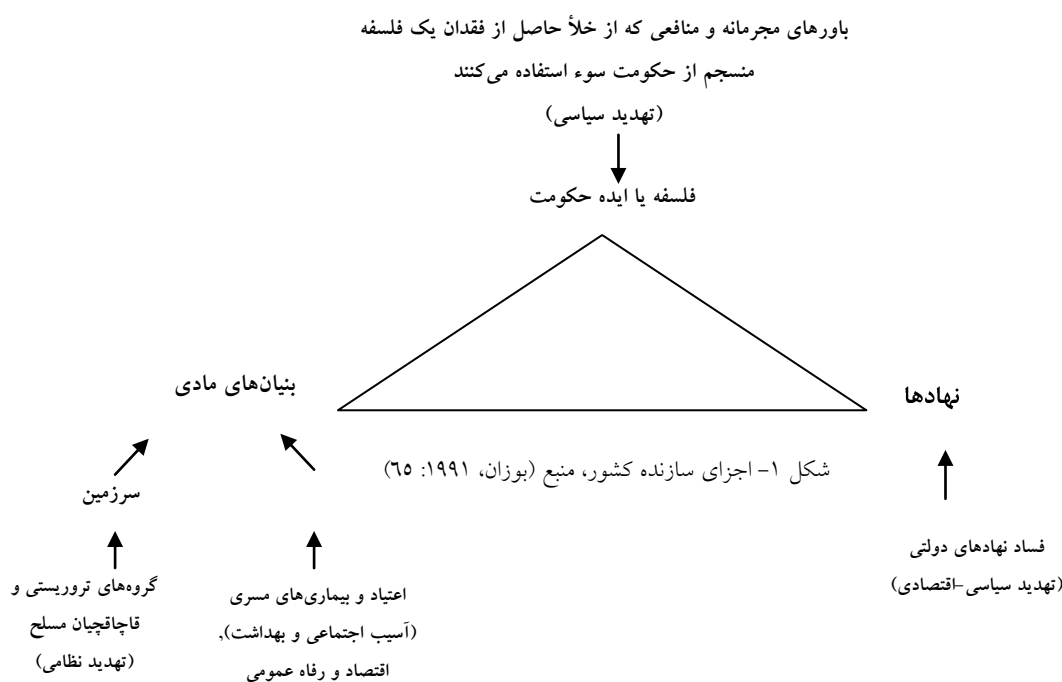 باورهای مجرمانه و منافعی که از خلأ حاصل از فقدان یک فلسفه
منسجم از حکومت سوء استفاده می‌کنند
(تهدید سیاسی)
فلسفه یا ایده حکومت
نهادها
بنیان‌های مادی
شکل ۱- اجزای سازنده کشور، منبع (بوزان، ۱۹۹۱: ۶۵)
سرزمین
فساد نهادهای دولتی
(تهدید سیاسی-اقتصادی)
اعتیاد و بیماری‌های مسری
(آسیب اجتماعی و بهداشت),
اقتصاد و رفاه عمومی
گروه‌های تروریستی و
قاچاقچیان مسلح
(تهدید نظامی)